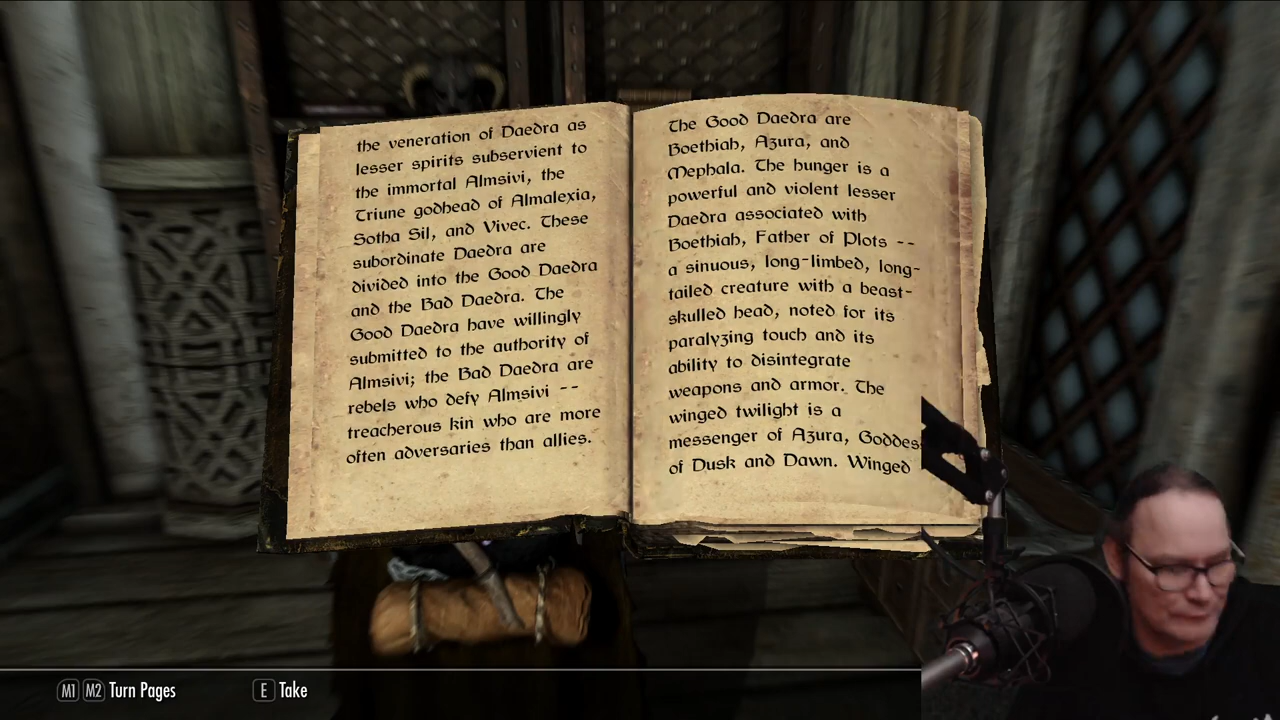 the veneration of Daedra as
lesser spirits subservient to
the immortal Almsivi, the
Triune godhead of Almalexia,
Sotha Sil, and Vivec. These
subordinate Daedra are
divided into the Good Daedra
and the Bad Daedra. The
Good Daedra have willingly
submitted to the authority of
Almsivi; the Bad Daedra are
rebels who defy Almsivi --
treacherous kin who are more
often adversaries than allies.
The Good Daedra are
Boethiah, Azura, and
Mephala. The hunger is a
powerful and violent lesser
Daedra associated with
Boethiah, Father of Plots --
a sinuous, long-limbed, long-
tailed creature with a beast-
skulled head, noted for its
paralyzing touch and its
ability to disintegrate
weapons and armor. The
winged twilight is a
messenger of Azura, Goddes
of Dusk and Dawn. Winged
M1 M2 Turn Pages
E Take